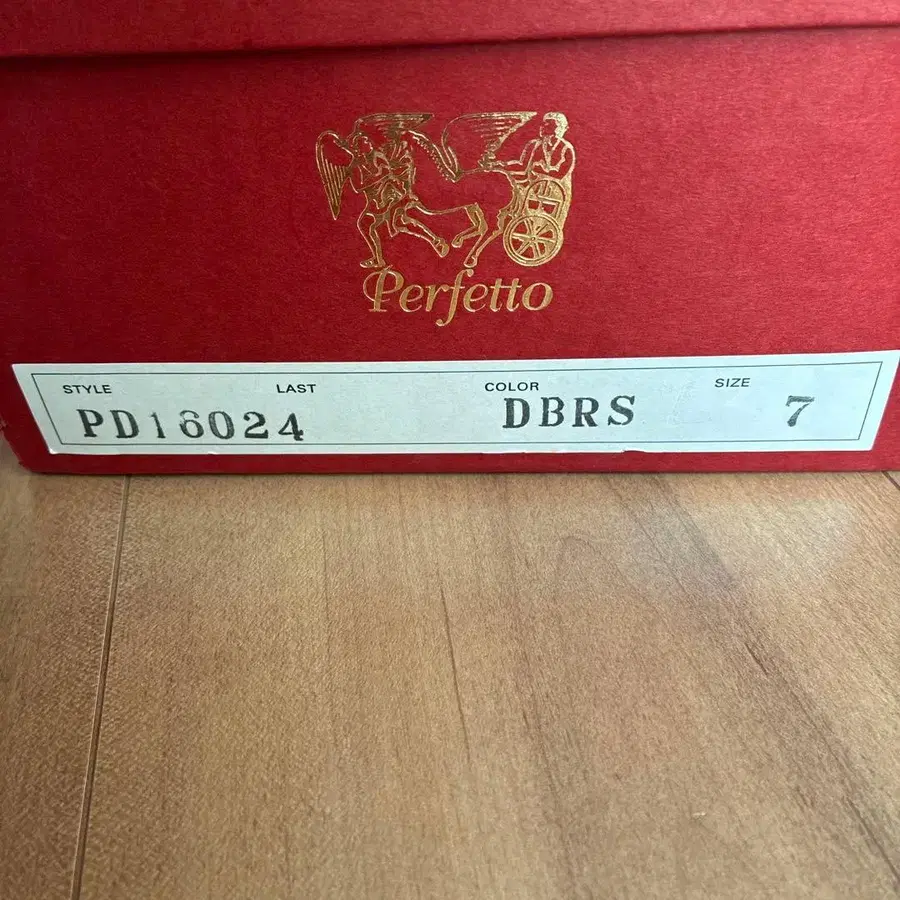 Perfetto
STYLE LAST COLOR SIZE
PD16024 DBRS 7